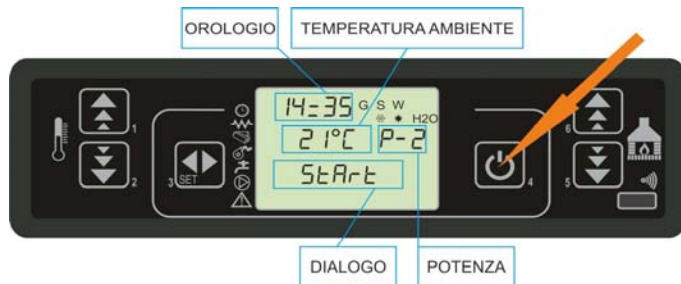 OROLOGIO
TEMPERATURA AMBIENTE
14:35 G S W
H2O
21°C P-2
StArt
1
2
3 SET
4
5
6
DIALOGO
POTENZA